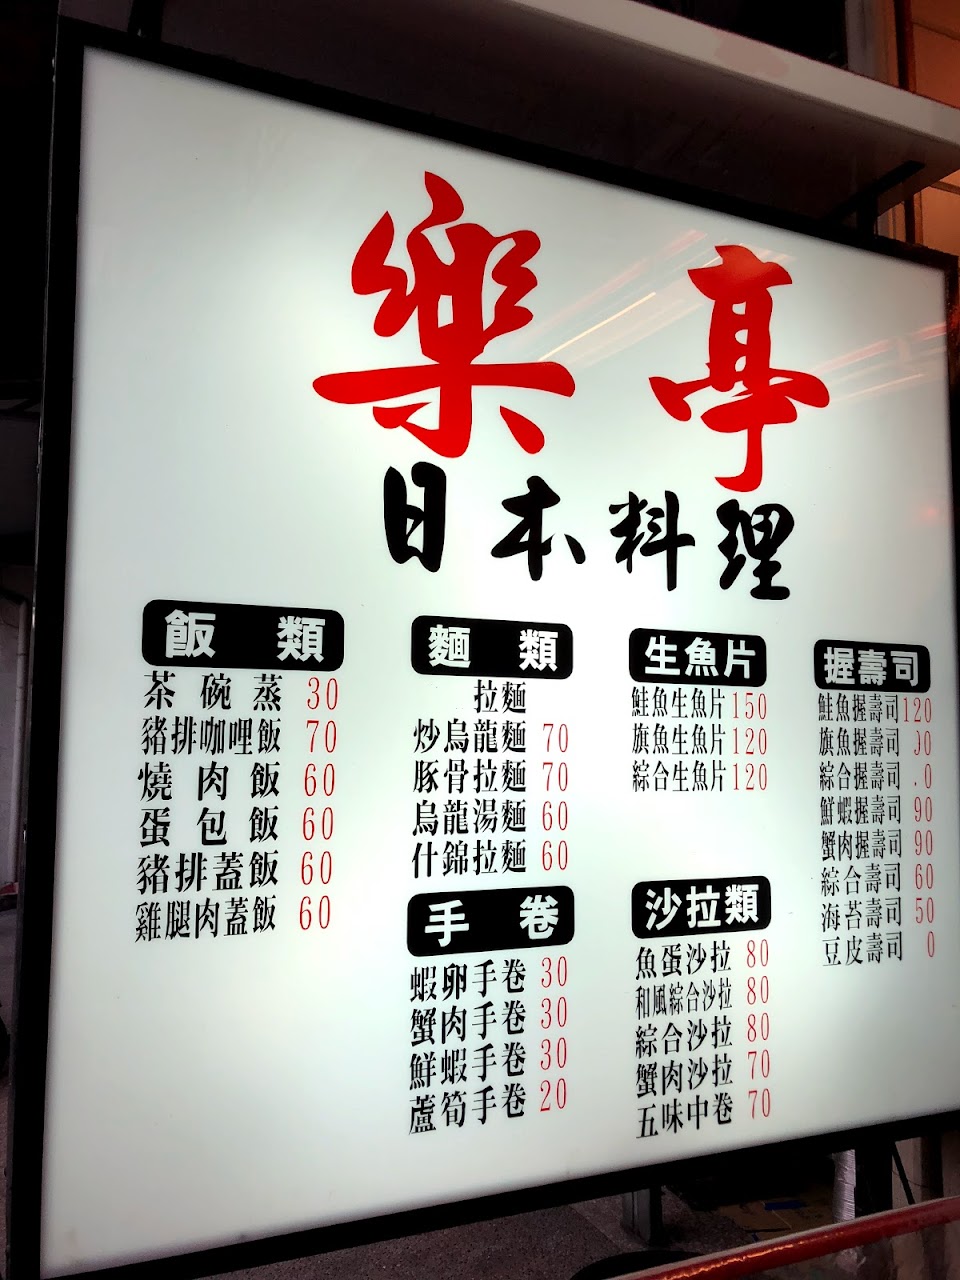 樂亭
日本料理
飯類
茶碗蒸 30
豬排咖哩飯 70
燒肉飯 60
蛋包飯 60
豬排蓋飯 60
雞腿肉蓋飯 60
麵類
拉麵
炒烏龍麵 70
豚骨拉麵 70
烏龍湯麵 60
什錦拉麵 60
手卷
蝦卵手卷 30
蟹肉手卷 30
鮮蝦手卷 30
蘆筍手卷 20
生魚片
鮭魚生魚片 150
旗魚生魚片 120
綜合生魚片 120
沙拉類
魚蛋沙拉 80
和風綜合沙拉 80
綜合沙拉 80
蟹肉沙拉 70
五味中卷 70
握壽司
鮭魚握壽司 120
旗魚握壽司
綜合握壽司
鮮蝦握壽司 90
蟹肉握壽司 90
綜合壽司 60
海苔壽司 50
豆皮壽司